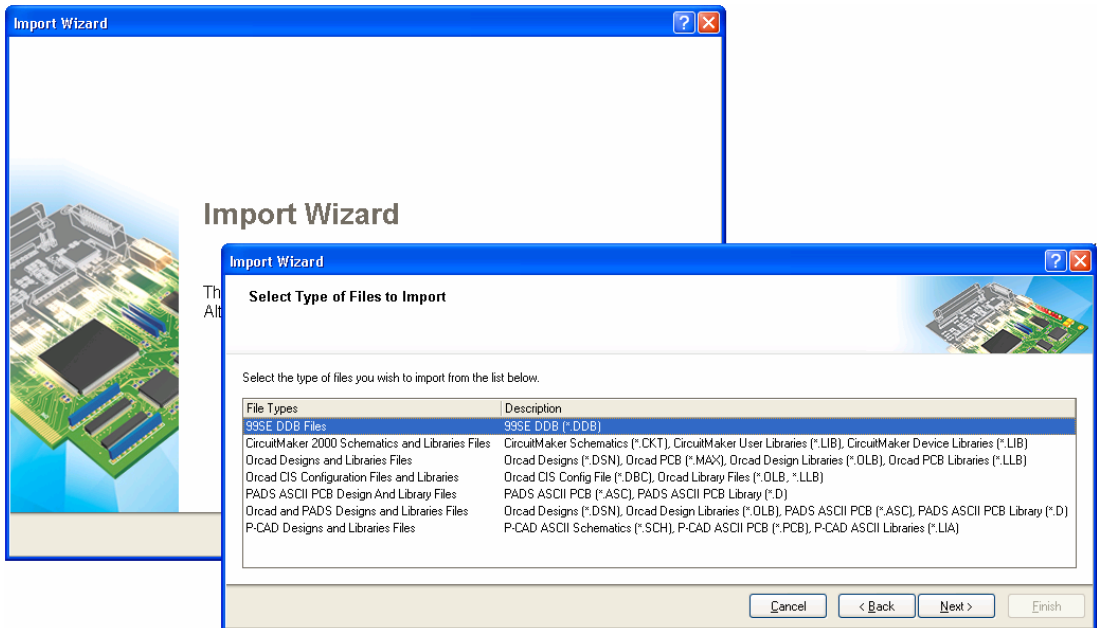 Import Wizard
Import Wizard
Th
Alt
Import Wizard
Select Type of Files to Import
Select the type of files you wish to import from the list below.
File Types Description
99SE DDB Files 99SE DDB (*.DDB)
CircuitMaker 2000 Schematics and Libraries Files CircuitMaker Schematics (*.CKT), CircuitMaker User Libraries (*.LIB), CircuitMaker Device Libraries (*.LIB)
Orcad Designs and Libraries Files Orcad Designs (*.DSN), Orcad PCB (*.MAX), Orcad Design Libraries (*.OLB), Orcad PCB Libraries (*.LLB)
Orcad CIS Configuration Files and Libraries Orcad CIS Config File (*.DBC), Orcad Library Files (*.OLB, *.LLB)
PADS ASCII PCB Design And Library Files PADS ASCII PCB (*.ASC), PADS ASCII PCB Library (*.D)
Orcad and PADS Designs and Libraries Files Orcad Designs (*.DSN), Orcad Design Libraries (*.OLB), PADS ASCII PCB (*.ASC), PADS ASCII PCB Library (*.D)
P-CAD Designs and Libraries Files P-CAD ASCII Schematics (*.SCH), P-CAD ASCII PCB (*.PCB), P-CAD ASCII Libraries (*.LIA)
Cancel < Back Next > Finish